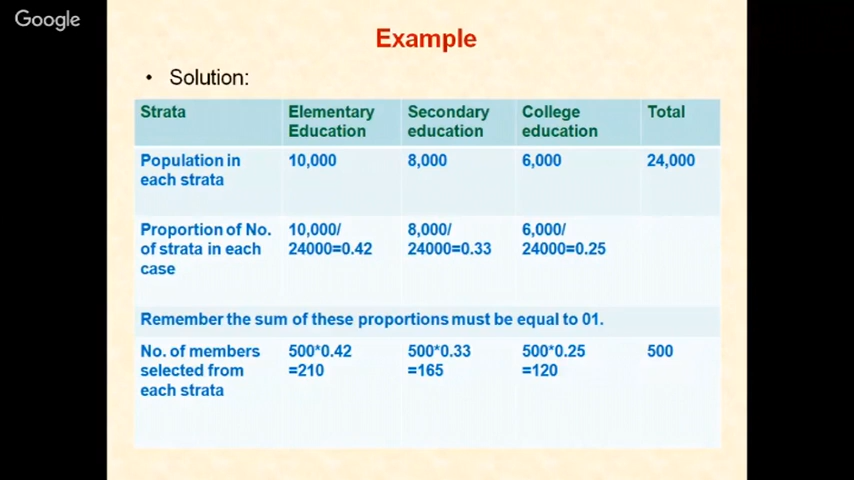 Google
Example
• Solution:
Strata
Elementary
Education
Secondary
education
College
education
Total
Population in
each strata
10,000
8,000
6,000
24,000
Proportion of No.
of strata in each
case
10,000/
24000=0.42
8,000/
24000=0.33
6,000/
24000=0.25
Remember the sum of these proportions must be equal to 01.
No. of members
selected from
each strata
500*0.42
=210
500*0.33
=165
500*0.25
=120
500